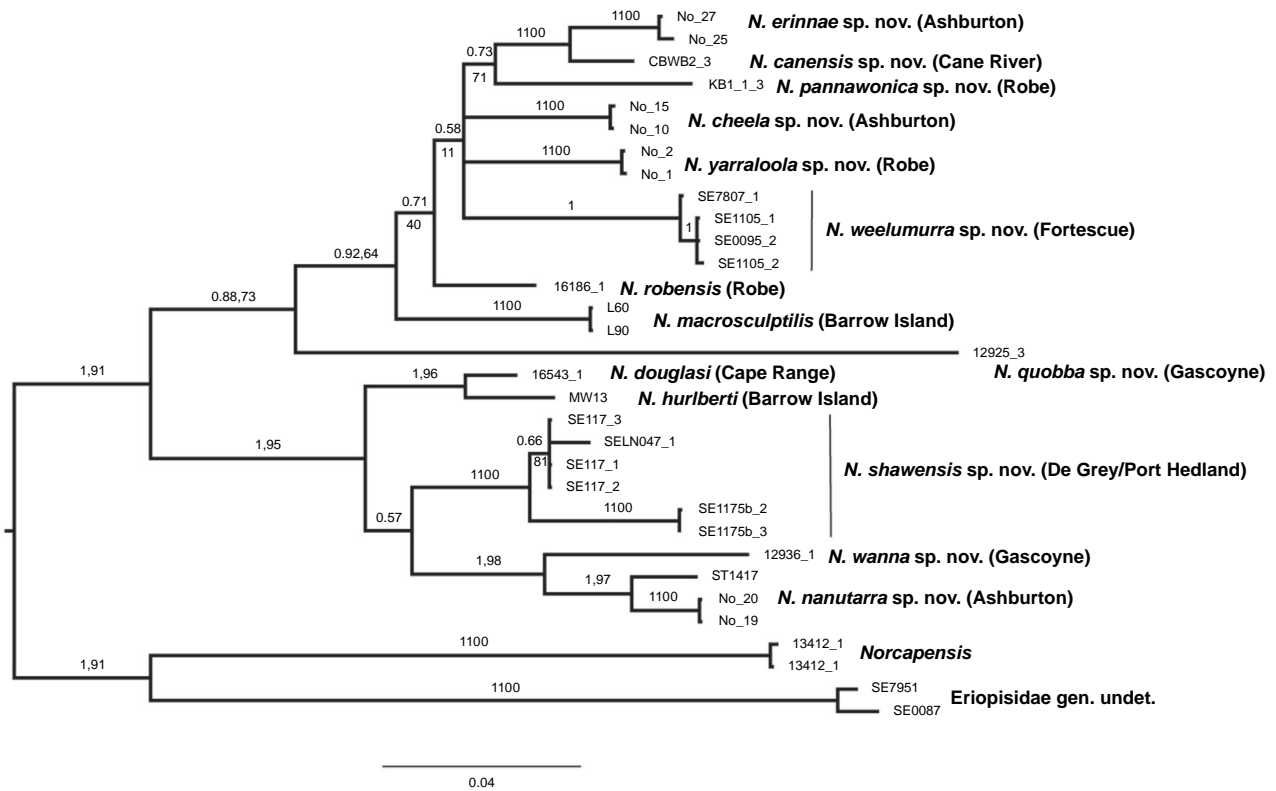 1100 No_27 N. erinnae sp. nov. (Ashburton)
No_25
0.73
1100
CBWB2_3 N. canensis sp. nov. (Cane River)
71
KB1_1_3 N. pannawonica sp. nov. (Robe)
1100 No_15
No_10 N. cheela sp. nov. (Ashburton)
0.58
11
1100 No_2
No_1 N. yarraloola sp. nov. (Robe)
1 SE7807_1
1 SE1105_1
SE0095_2 N. weelumurra sp. nov. (Fortescue)
SE1105_2
0.71
40
0.92,64
16186_1 N. robensis (Robe)
0.88,73
1100 L60
L90 N. macrosculptilis (Barrow Island)
12925_3
N. quobba sp. nov. (Gascoyne)
1,91
1,96 16543_1 N. douglasi (Cape Range)
MW13 N. hurlberti (Barrow Island)
SE117_3
0.66 SELN047_1
81 SE117_1
SE117_2
1,95
1100
N. shawensis sp. nov. (De Grey/Port Hedland)
1100 SE1175b_2
SE1175b_3
0.57
12936_1 N. wanna sp. nov. (Gascoyne)
1,98
1,97 ST1417
1100 No_20 N. nanutarra sp. nov. (Ashburton)
No_19
1100 13412_1
13412_1 Norcapensis
1,91
1100 SE7951
SE0087 Eriopisidae gen. undet.
0.04